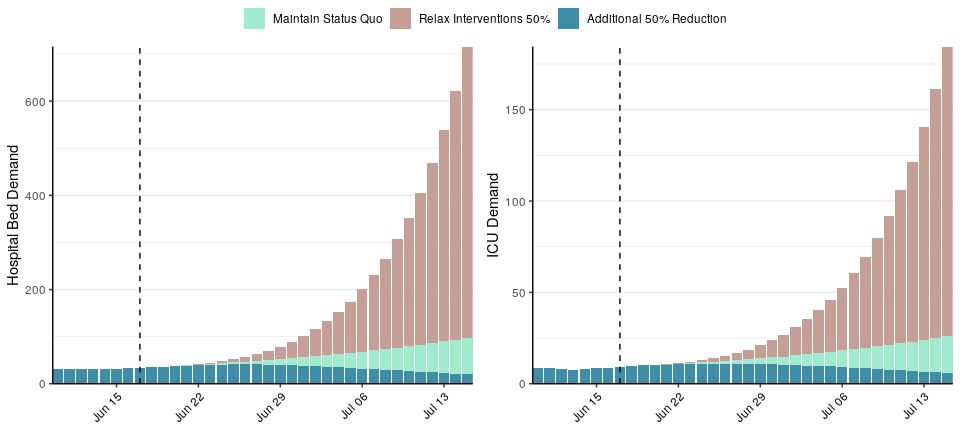 Maintain Status Quo Relax Interventions 50% Additional 50% Reduction
Hospital Bed Demand
600
400
200
0
Jun 15 Jun 22 Jun 29 Jul 06 Jul 13
ICU Demand
150
100
50
0
Jun 15 Jun 22 Jun 29 Jul 06 Jul 13